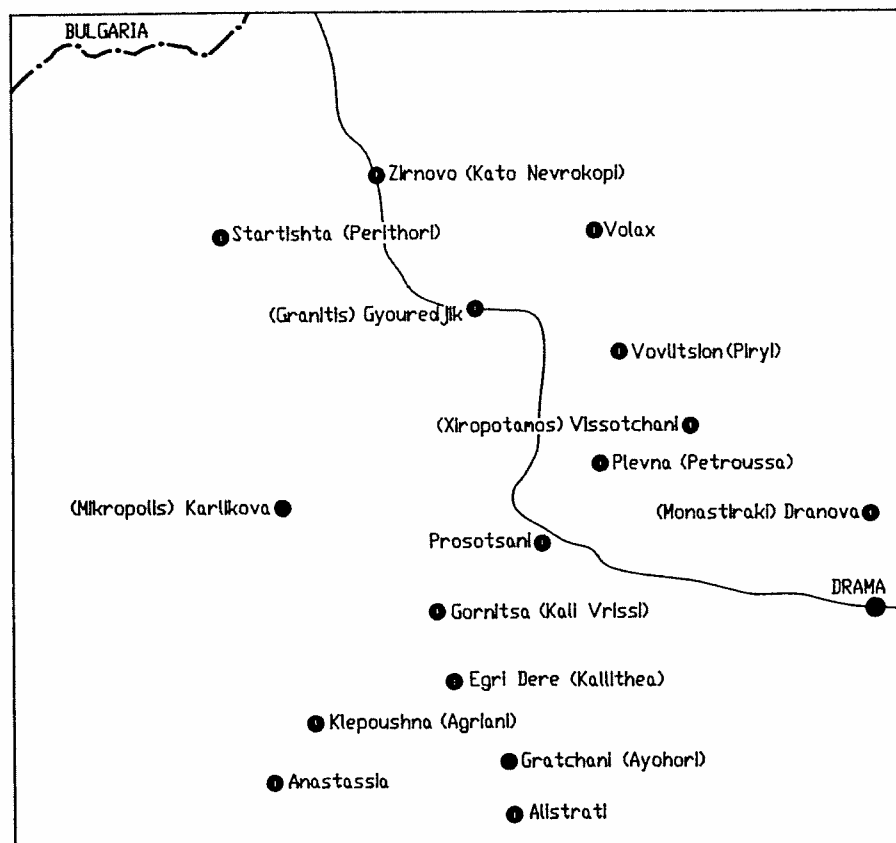 BULGARIA
Zirnovo (Kato Nevrokopi)
Startishta (Perithori)
Volax
(Granitis) Gyouredjik
Vovlitsion (Piryi)
(Xiropotamos) Vissotchani
Plevna (Petroussa)
(Mikropolis) Karlikova
(Monastiraki) Dranova
Prosotsani
DRAMA
Gornitsa (Kali Vrissi)
Egri Dere (Kallithea)
Klepoushna (Agriani)
Gratchani (Ayohori)
Anastassia
Alistrati